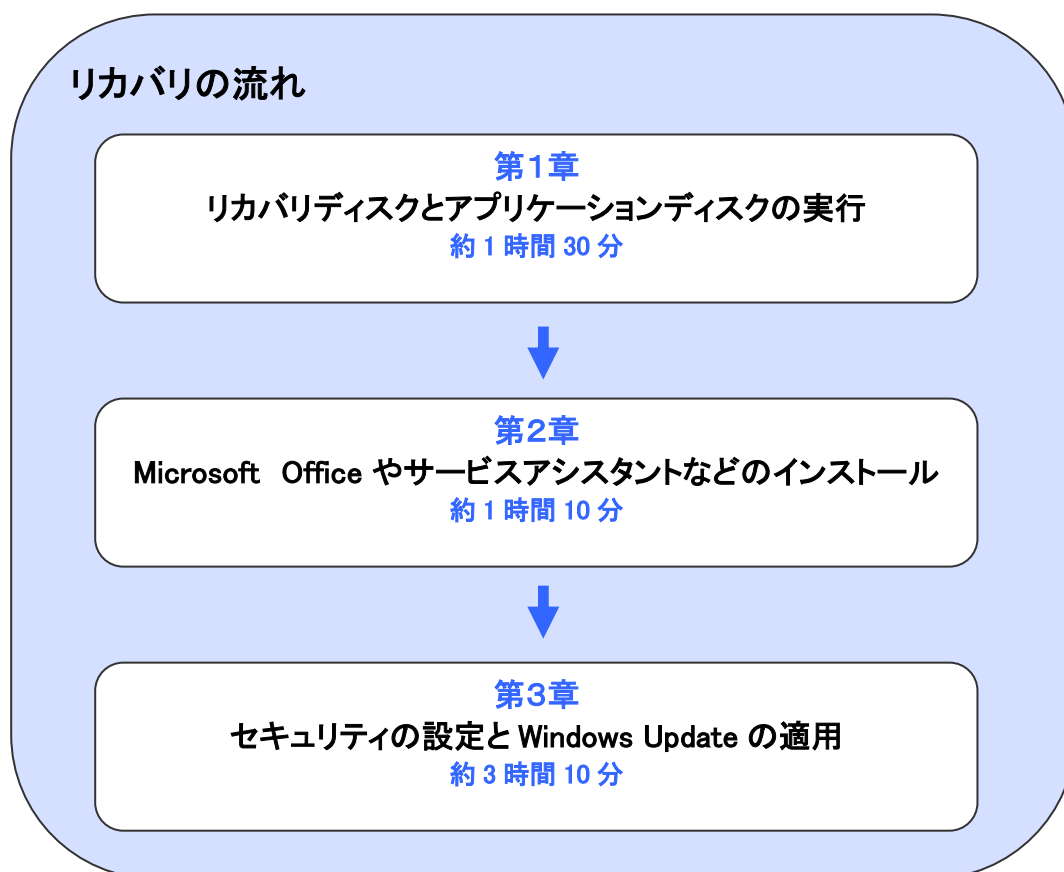 リカバリの流れ
第1章
リカバリディスクとアプリケーションディスクの実行
約 1 時間 30 分
第2章
Microsoft Office やサービスアシスタントなどのインストール
約 1 時間 10 分
第3章
セキュリティの設定と Windows Update の適用
約 3 時間 10 分